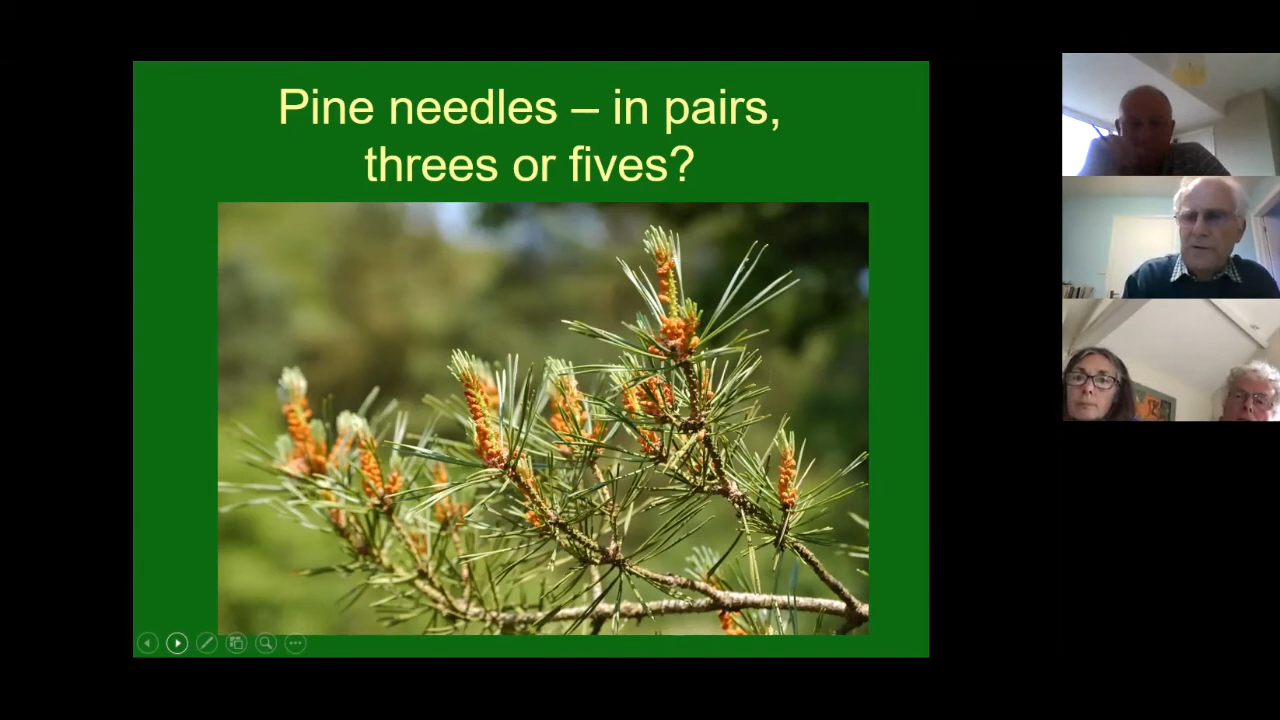 Pine needles – in pairs,
threes or fives?